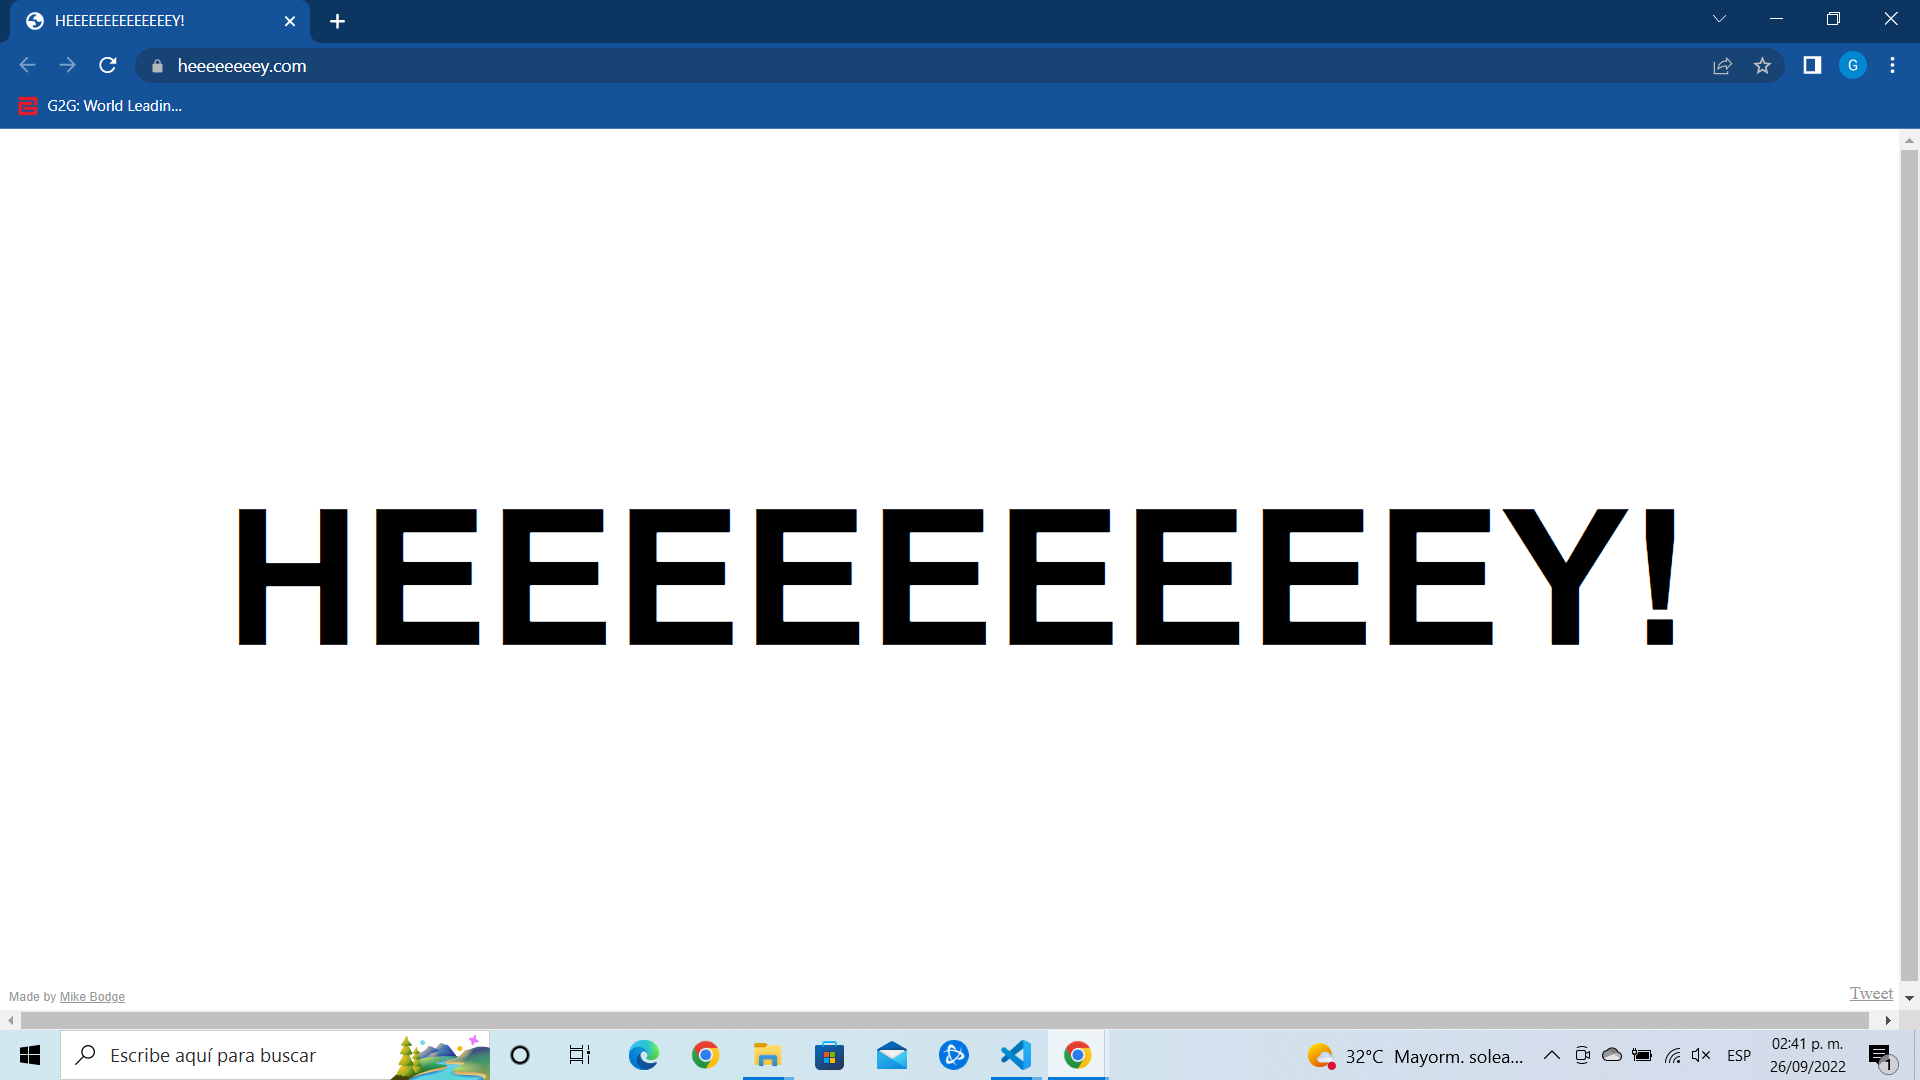 HEEEEEEEEEEEEEEY!
heeeeeeeey.com
G2G: World Leadin...
HEEEEEEEEEY!
Made by Mike Bodge
Tweet
Escribe aquí para buscar
32°C Mayorm. solea...
ESP
02:41 p. m.
26/09/2022
G
1